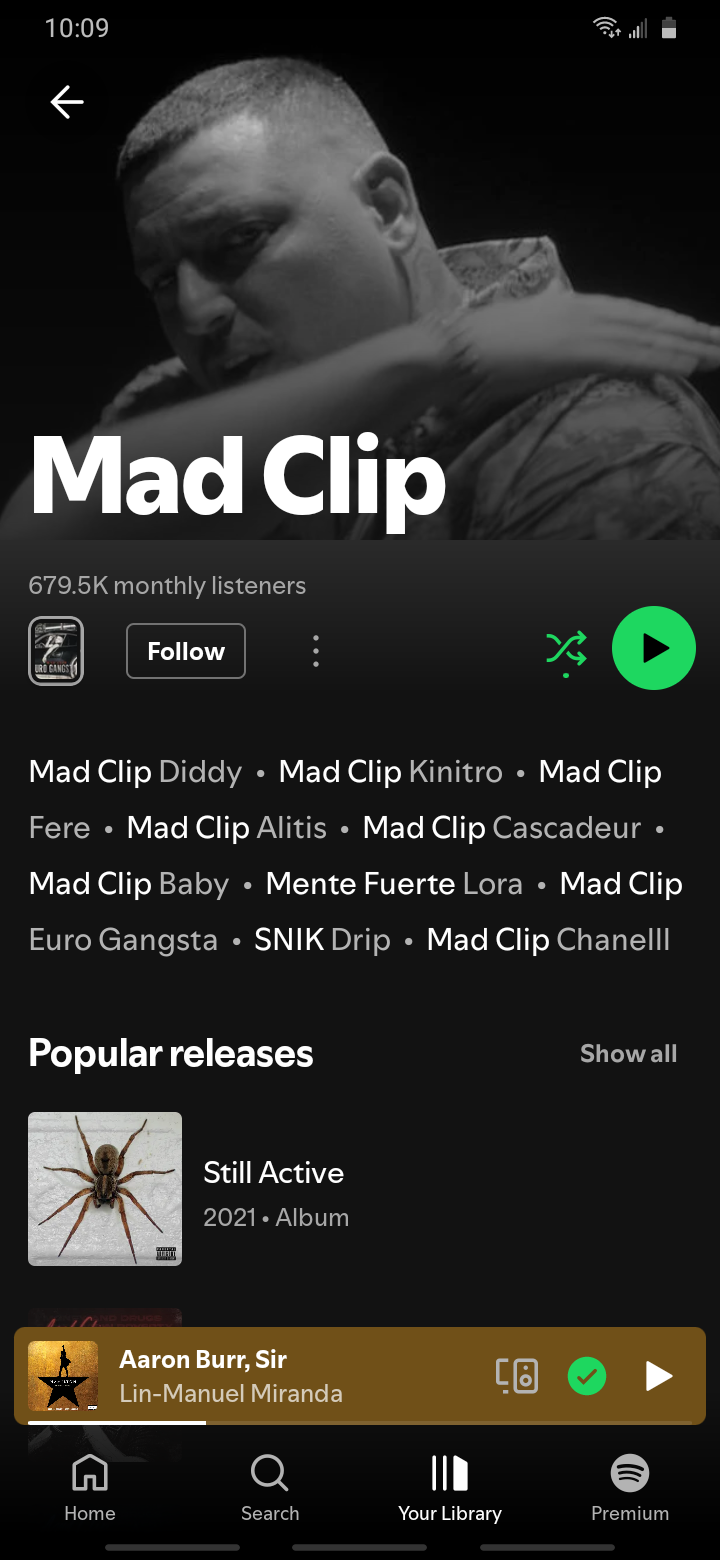 10:09
Mad Clip
679.5K monthly listeners
URO GANGST
Follow
Mad Clip Diddy • Mad Clip Kinitro • Mad Clip
Fere • Mad Clip Alitis • Mad Clip Cascadeur •
Mad Clip Baby • Mente Fuerte Lora • Mad Clip
Euro Gangsta • SNIK Drip • Mad Clip Chanelll
Popular releases
Show all
Still Active
2021 • Album
Aaron Burr, Sir
Lin-Manuel Miranda
Home
Search
Your Library
Premium